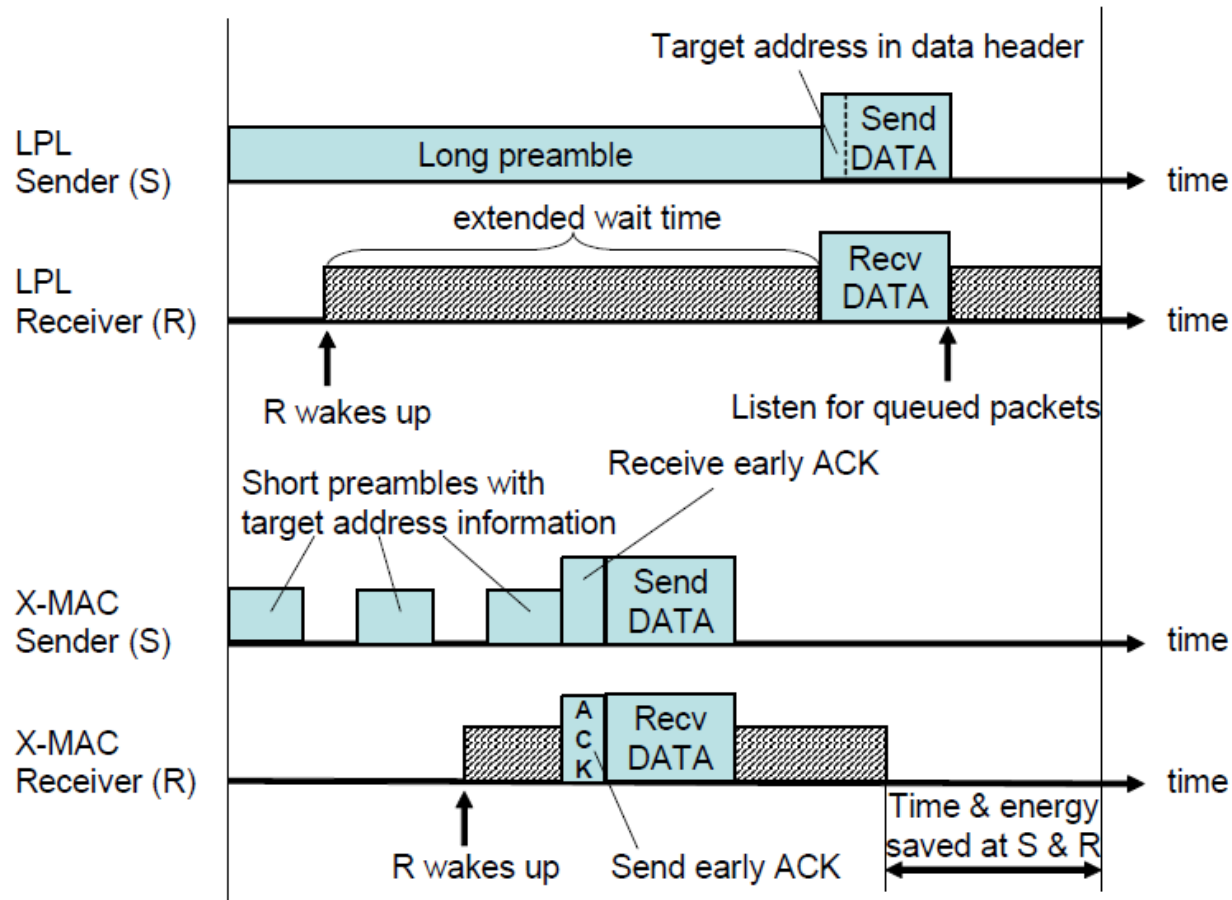 Target address in data header
LPL
Sender (S)
Long preamble
Send
DATA
time
extended wait time
LPL
Receiver (R)
Recv
DATA
time
R wakes up
Listen for queued packets
Receive early ACK
Short preambles with
target address information
X-MAC
Sender (S)
Send
DATA
time
X-MAC
Receiver (R)
A
C
K
Recv
DATA
time
R wakes up
Send early ACK
Time & energy
saved at S & R